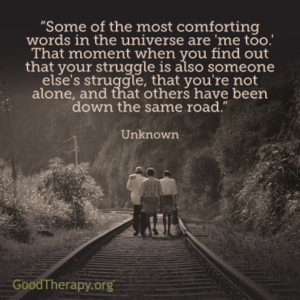 "Some of the most comforting
words in the universe are 'me too.'
That moment when you find out
that your struggle is also someone
else's struggle, that you're not
alone, and that others have been
down the same road."
Unknown
GoodTherapy.org